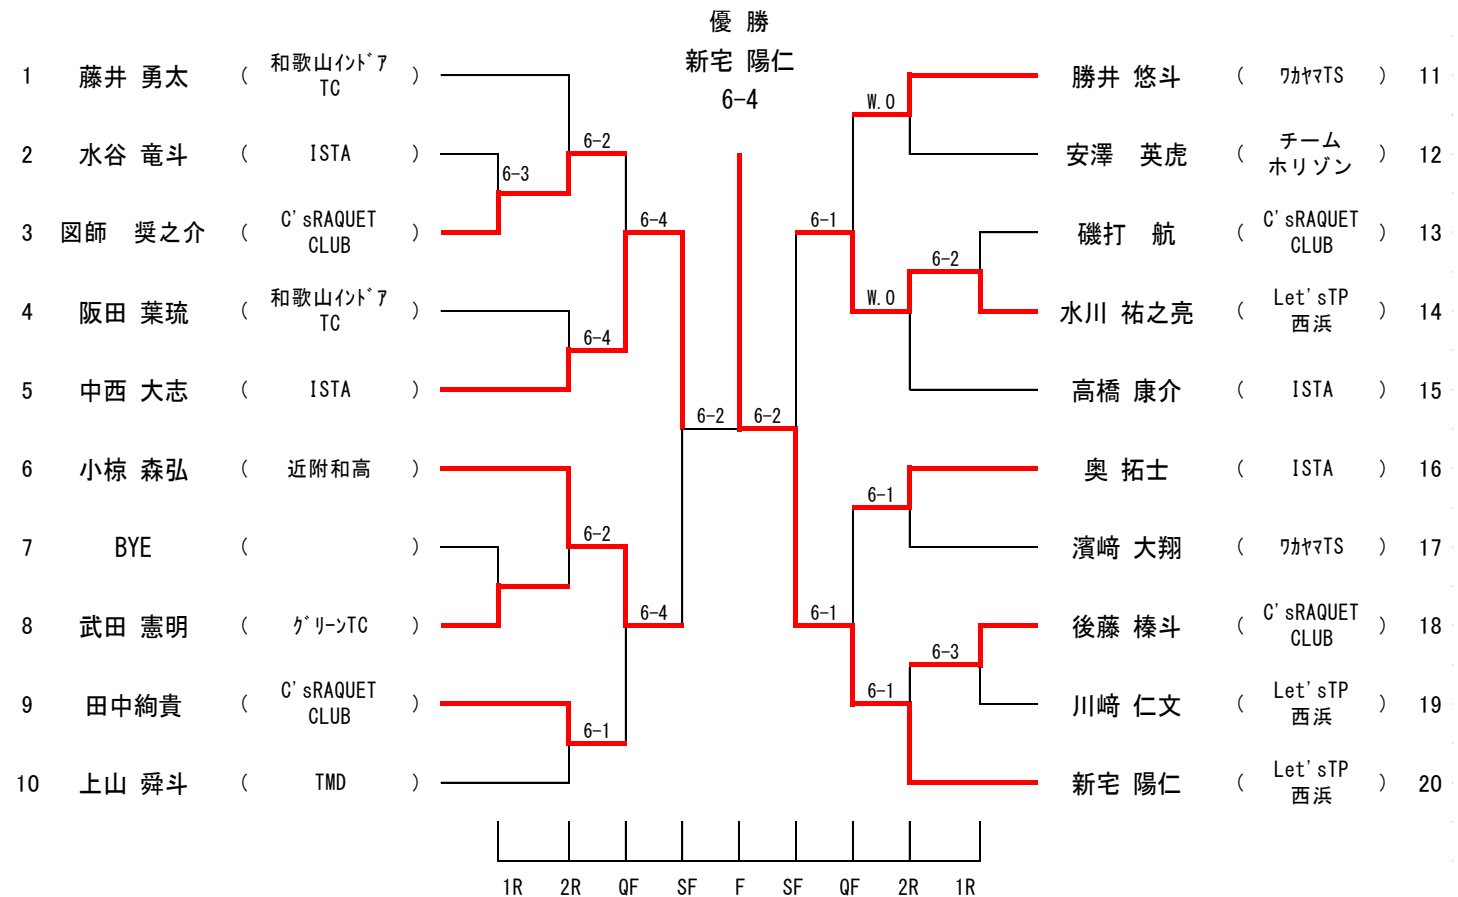 優 勝
新宅 陽仁
6-4
1 藤井 勇太 ( 和歌山ｲﾝﾄﾞｱ TC )
2 水谷 竜斗 ( ISTA )
3 図師 奨之介 ( C'sRAQUET CLUB )
4 阪田 葉琉 ( 和歌山ｲﾝﾄﾞｱ TC )
5 中西 大志 ( ISTA )
6 小椋 森弘 ( 近附和高 )
7 BYE ( )
8 武田 憲明 ( ｸﾞﾘｰﾝTC )
9 田中絢貴 ( C'sRAQUET CLUB )
10 上山 舜斗 ( TMD )
6-3
6-2
6-4
6-2
6-1
6-4
6-4
6-2
6-2
6-1
6-1
W.O
W.O
6-1
6-1
6-2
6-3
勝井 悠斗 ( ﾜｶﾔﾏTS ) 11
安澤 英虎 ( チーム ホリゾン ) 12
磯打 航 ( C'sRAQUET CLUB ) 13
水川 祐之亮 ( Let'sTP 西浜 ) 14
高橋 康介 ( ISTA ) 15
奥 拓士 ( ISTA ) 16
濱﨑 大翔 ( ﾜｶﾔﾏTS ) 17
後藤 榛斗 ( C'sRAQUET CLUB ) 18
川﨑 仁文 ( Let'sTP 西浜 ) 19
新宅 陽仁 ( Let'sTP 西浜 ) 20
1R 2R QF SF F SF QF 2R 1R